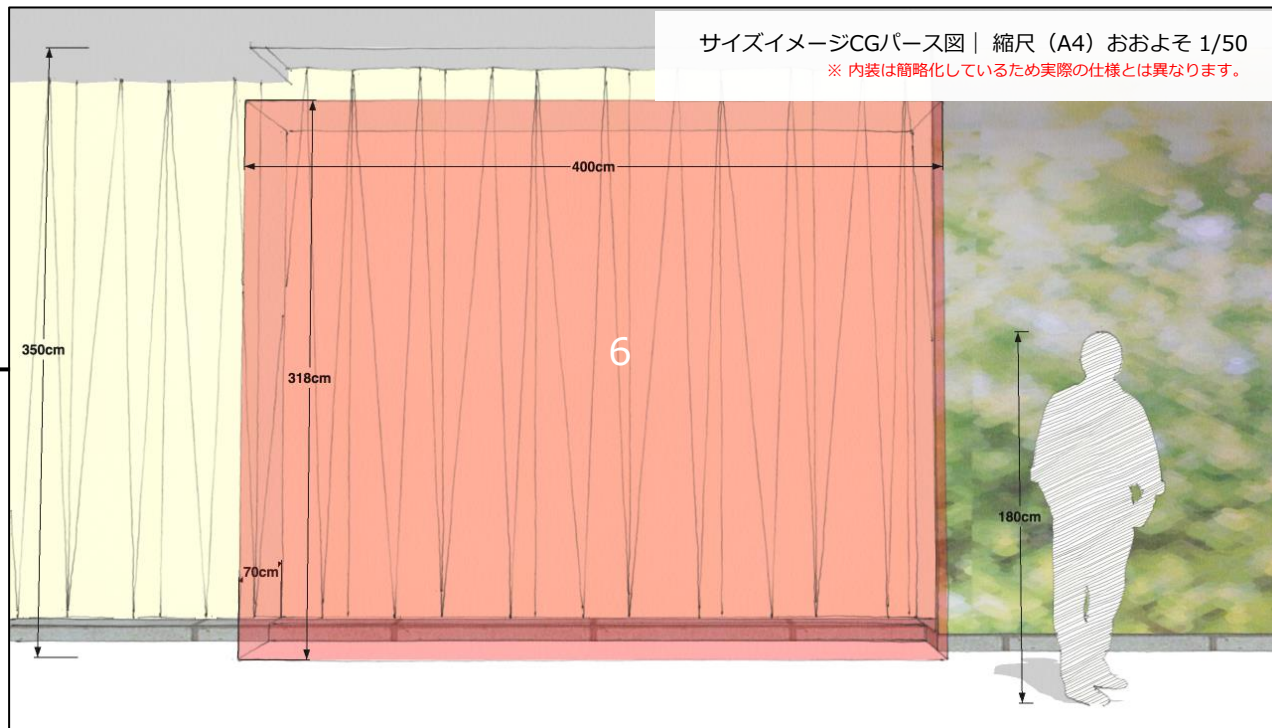 サイズイメージCGパース図｜ 縮尺（A4）おおよそ 1/50
※ 内装は簡略化しているため実際の仕様とは異なります。
400cm
6
350cm
318cm
180cm
70cm